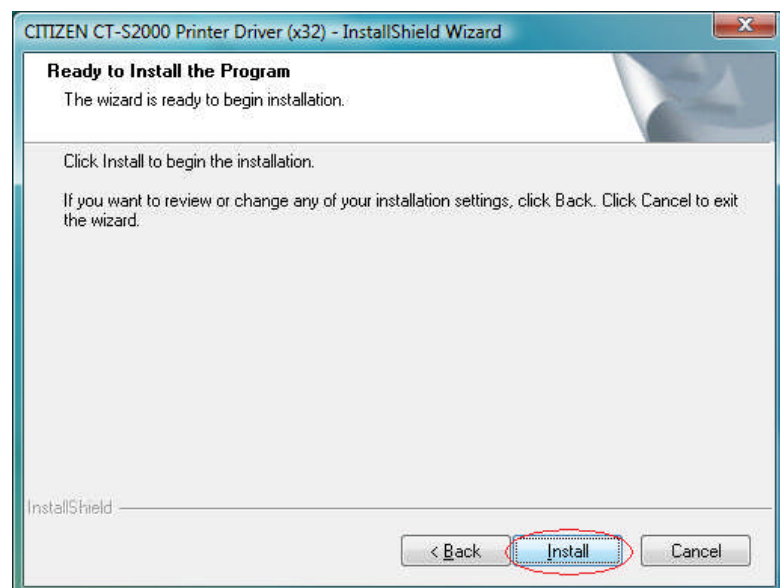 CITIZEN CT-S2000 Printer Driver (x32) - InstallShield Wizard
Ready to Install the Program
The wizard is ready to begin installation.
Click Install to begin the installation.
If you want to review or change any of your installation settings, click Back. Click Cancel to exit
the wizard.
InstallShield
< Back Install Cancel